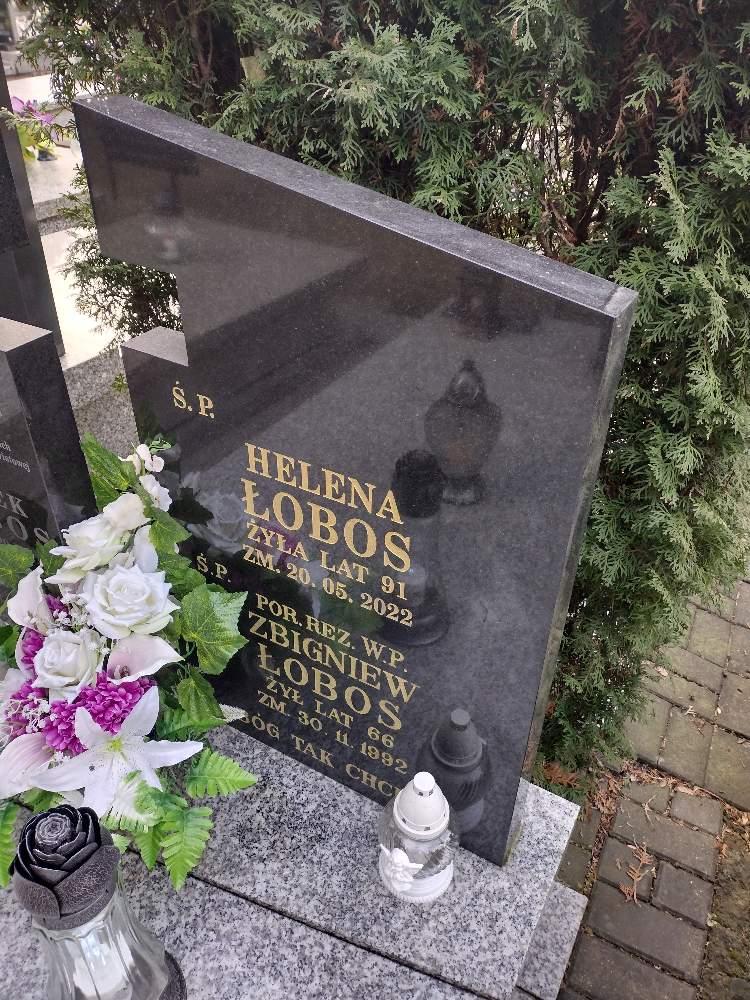 Ś. P.
HELENA
ŁOBOS
ŻYŁA LAT 91
ZM. 20. 05. 2022
Ś. P.
POR. REZ. W.P.
ZBIGNIEW
ŁOBOS
ŻYŁ LAT 66
ZM. 30. 11. 1992
BÓG TAK CHCI